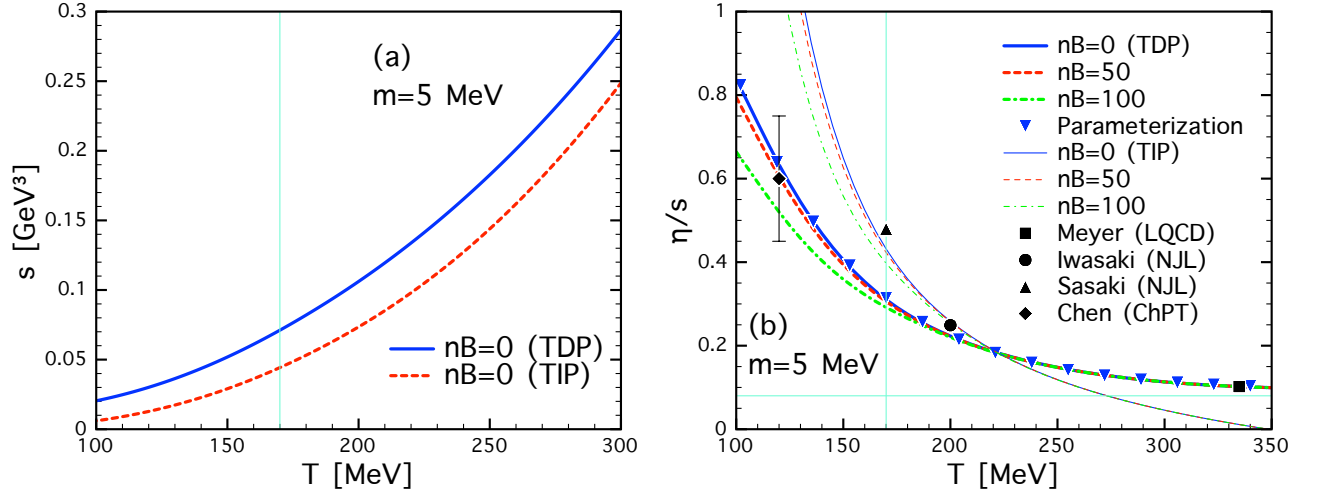 (a)
m=5 MeV
nB=0 (TDP)
nB=0 (TIP)
s [GeV³]
0.3
0.25
0.2
0.15
0.1
0.05
0
100 150 200 250 300
T [MeV]
nB=0 (TDP)
nB=50
nB=100
Parameterization
nB=0 (TIP)
nB=50
nB=100
Meyer (LQCD)
Iwasaki (NJL)
Sasaki (NJL)
Chen (ChPT)
(b)
m=5 MeV
η/s
1
0.8
0.6
0.4
0.2
0
100 150 200 250 300 350
T [MeV]